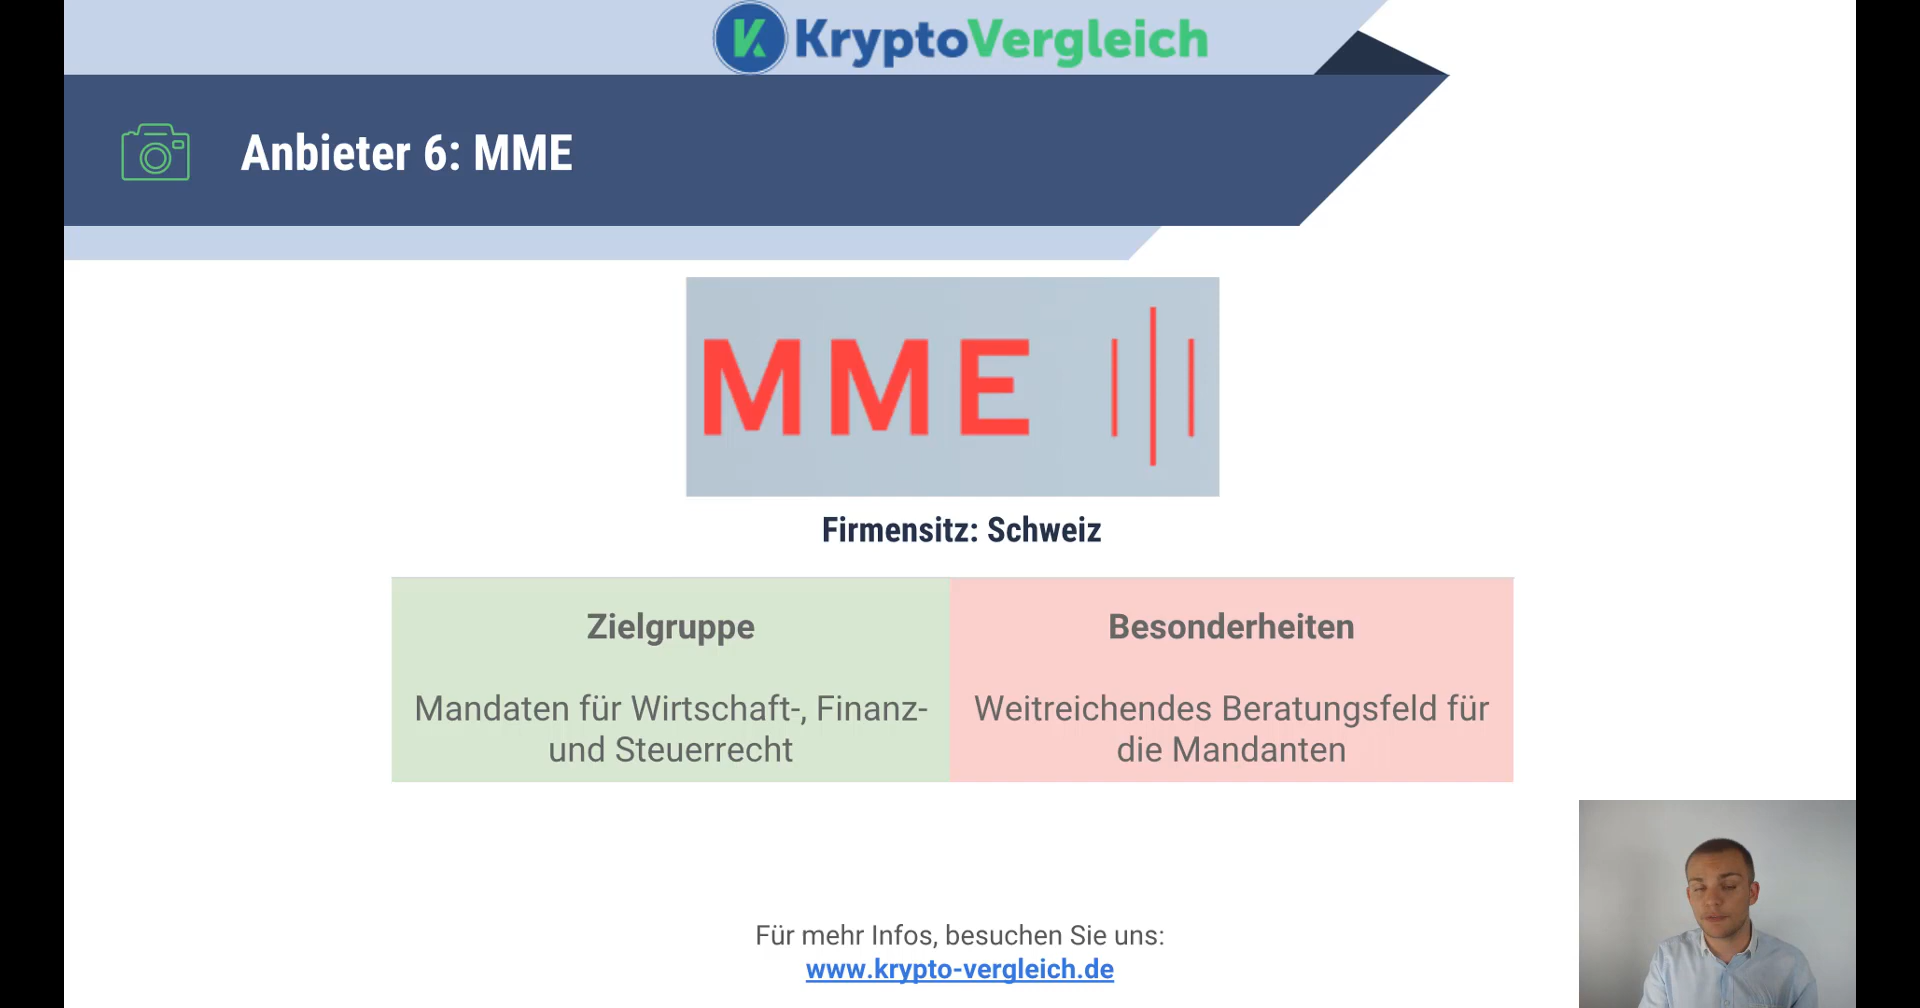 KryptoVergleich
Anbieter 6: MME
MME
Firmensitz: Schweiz
Zielgruppe
Mandaten für Wirtschaft-, Finanz-
und Steuerrecht
Besonderheiten
Weitreichendes Beratungsfeld für
die Mandanten
Für mehr Infos, besuchen Sie uns:
www.krypto-vergleich.de